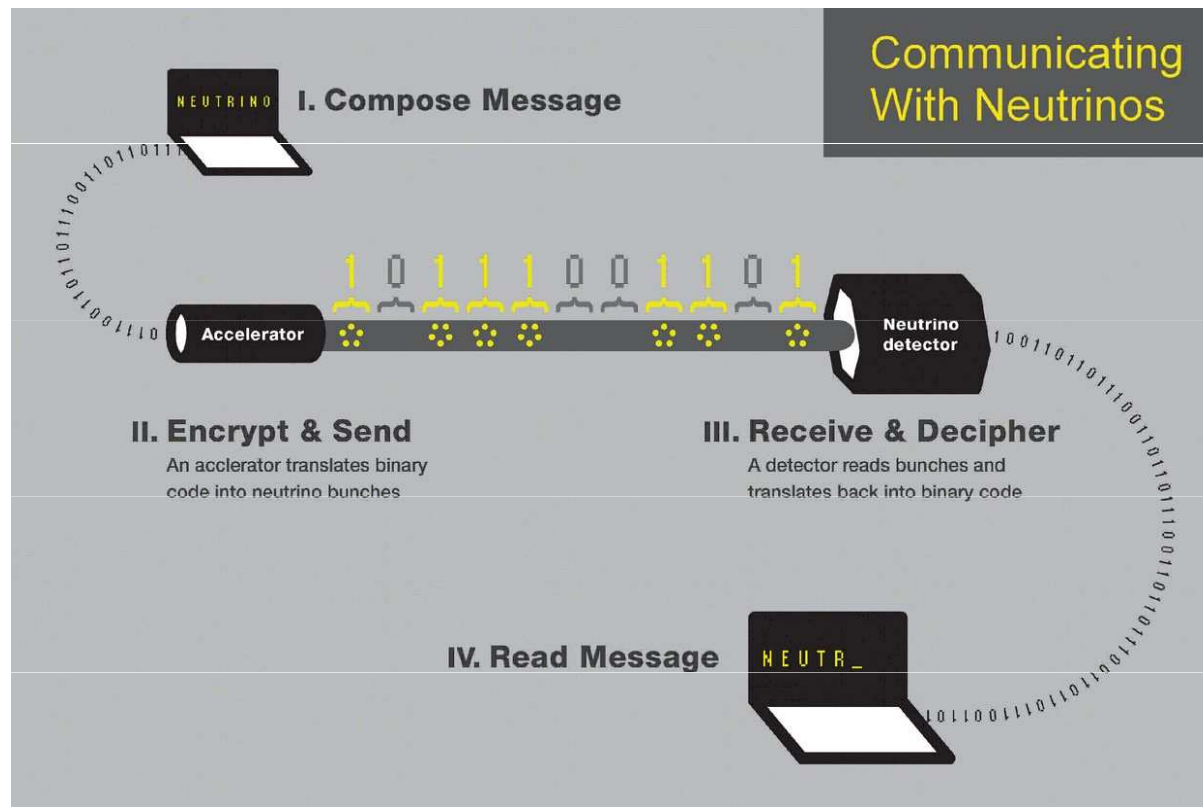 Communicating
With Neutrinos
NEUTRINO
I. Compose Message
1 0 1 1 1 0 0 1 1 0 1
Accelerator
Neutrino
detector
II. Encrypt & Send
An acclerator translates binary
code into neutrino bunches
III. Receive & Decipher
A detector reads bunches and
translates back into binary code
IV. Read Message
NEUTR_